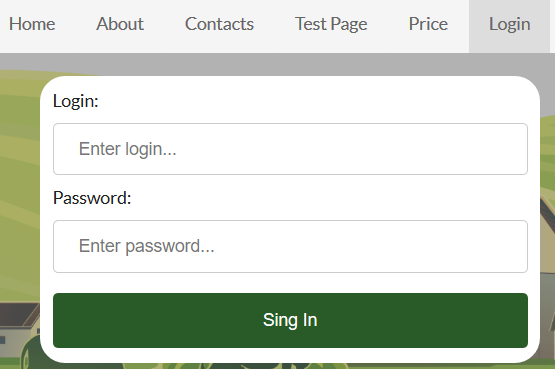 Home About Contacts Test Page Price Login
Login:
Enter login...
Password:
Enter password...
Sing In